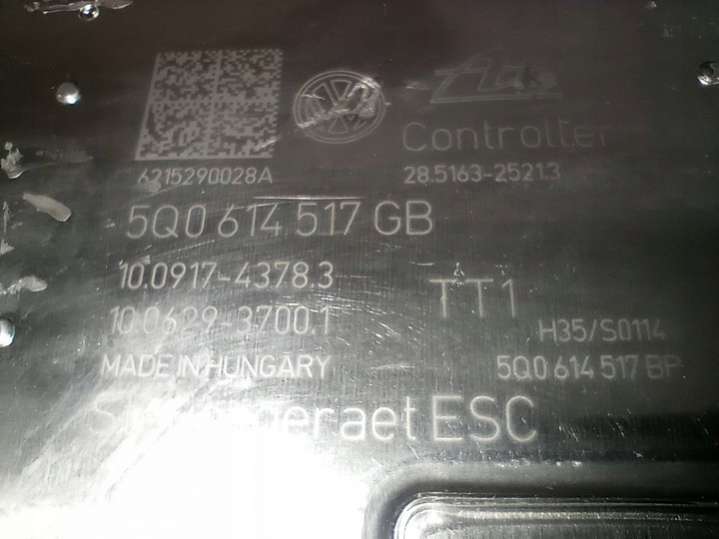 Ate
Controller
6215290028A
28.5163-2521.3
5Q0 614 517 GB
10.0917-4378.3
TT1
10.0629-3700.1
H35/S0114
MADE IN HUNGARY
5Q0 614 517 BP
ESC